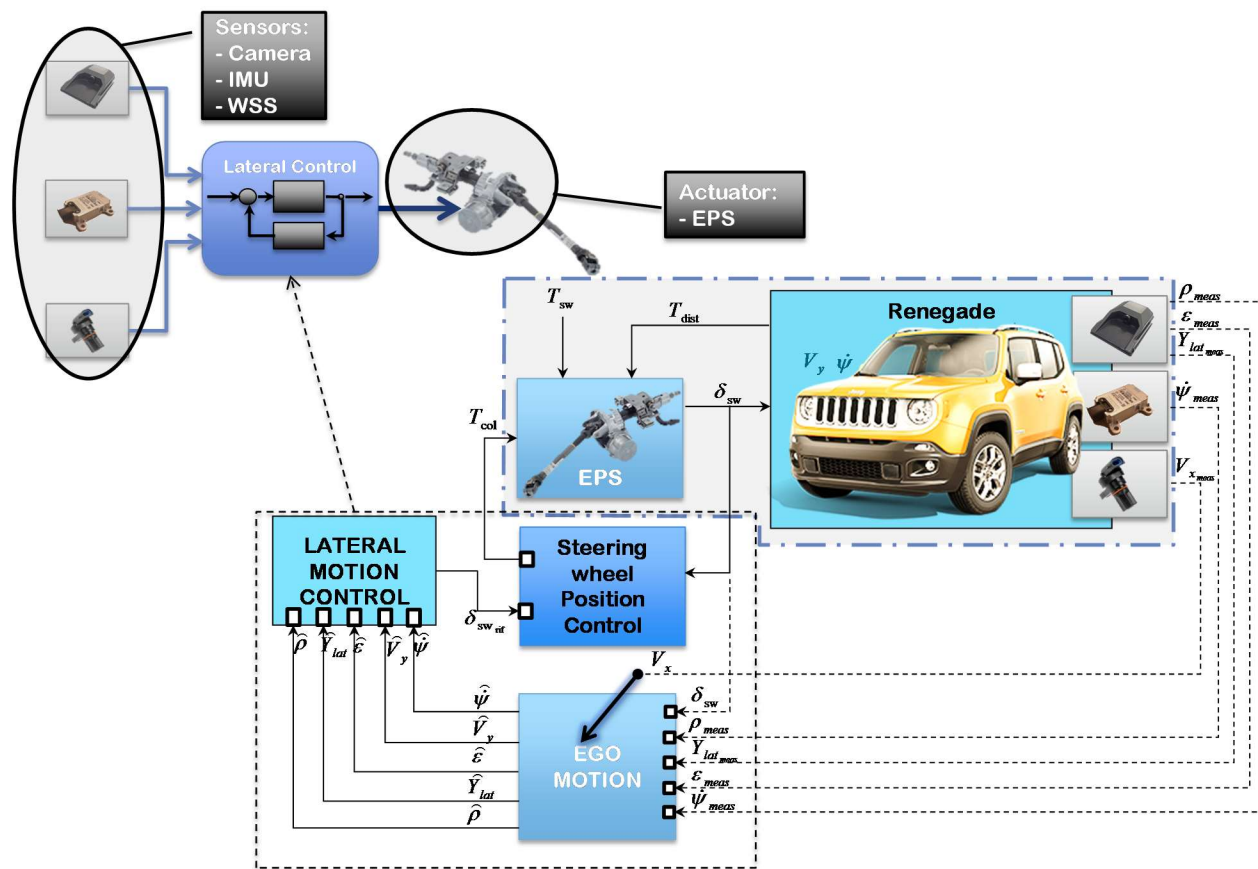 Sensors:
- Camera
- IMU
- WSS
Lateral Control
Actuator:
- EPS
T_sw
T_dist
Renegade
V_y ψ̇
ρ_meas
ε_meas
Y_lat_meas
ψ̇_meas
V_x_meas
δ_sw
T_col
EPS
LATERAL
MOTION
CONTROL
Steering
wheel
Position
Control
δ_sw_rif
ρ̂ Ŷ_lat ε̂ V̂_y ψ̇̂
V_x
ψ̇̂
V̂_y
ε̂
Ŷ_lat
ρ̂
EGO
MOTION
δ_sw
ρ_meas
Y_lat_meas
ε_meas
ψ̇_meas